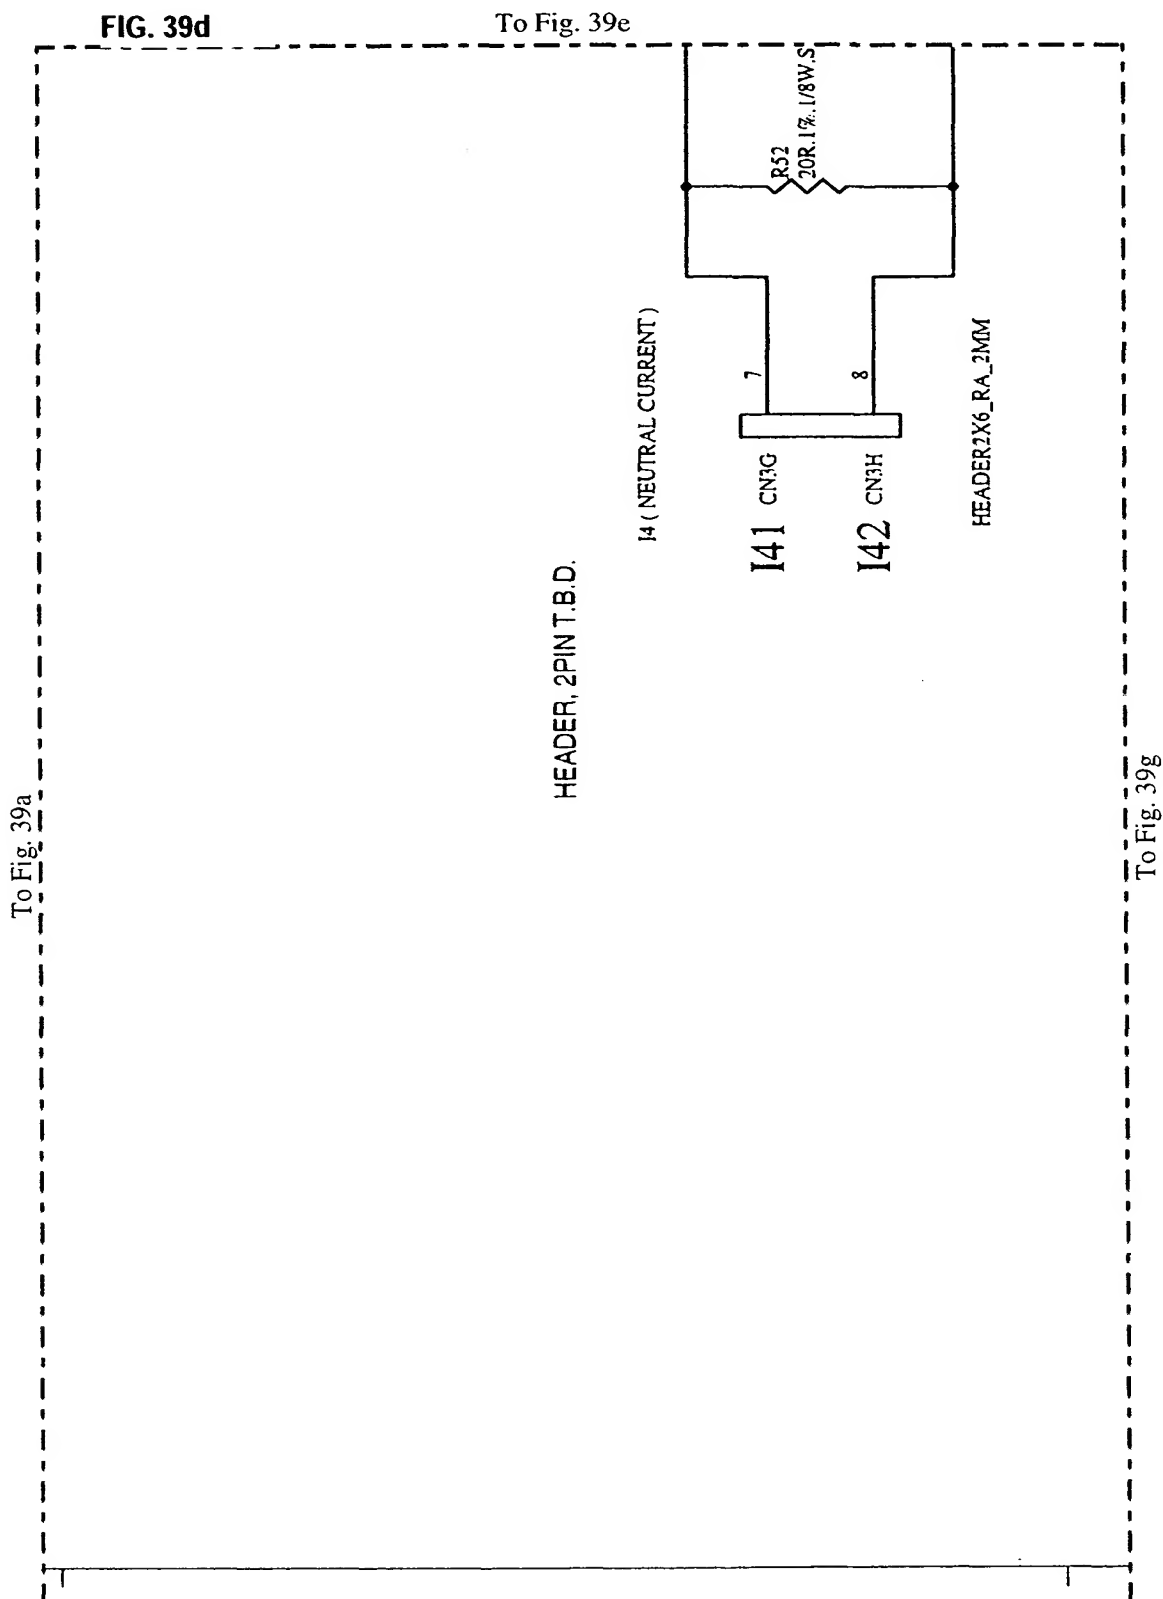 FIG. 39d
To Fig. 39e
To Fig. 39a
To Fig. 39g
HEADER, 2PIN T.B.D.
I4 ( NEUTRAL CURRENT )
I41 CN3G 7
I42 CN3H 8
HEADER2X6_RA_2MM
R52
20R.1%.1/8W.S